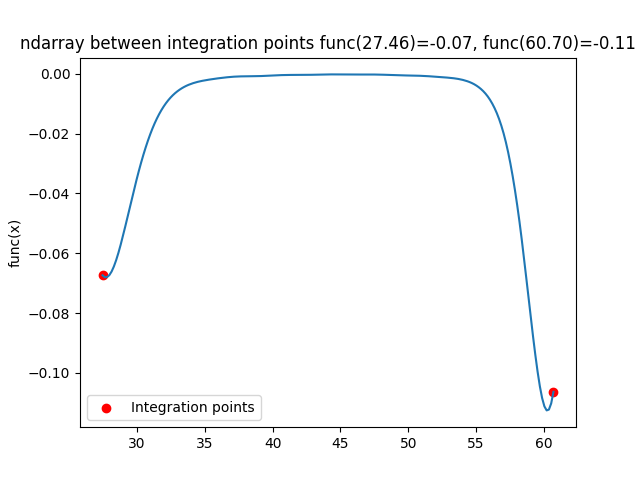 ndarray between integration points func(27.46)=-0.07, func(60.70)=-0.11
0.00
−0.02
−0.04
−0.06
−0.08
−0.10
func(x)
Integration points
30 35 40 45 50 55 60